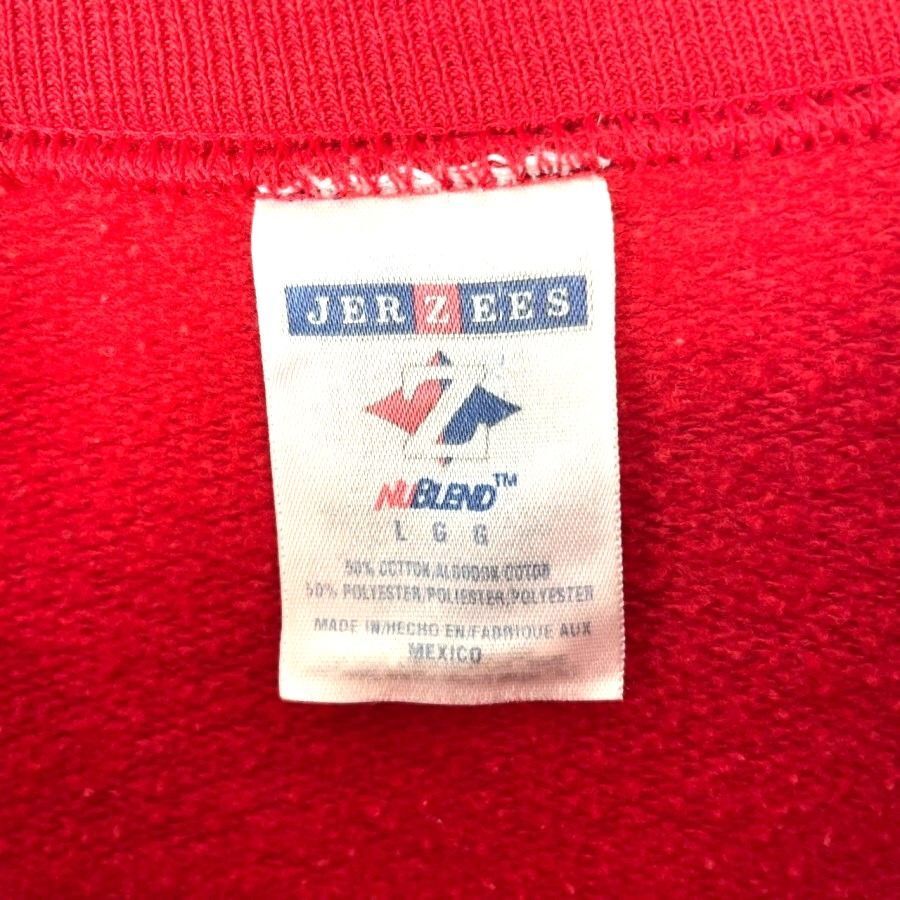 JERZEES
NUBLEND™
L G G
50% COTTON/ALGODON/COTON
50% POLYESTER/POLIESTER/POLYESTER
MADE IN/HECHO EN/FABRIQUE AUX
MEXICO